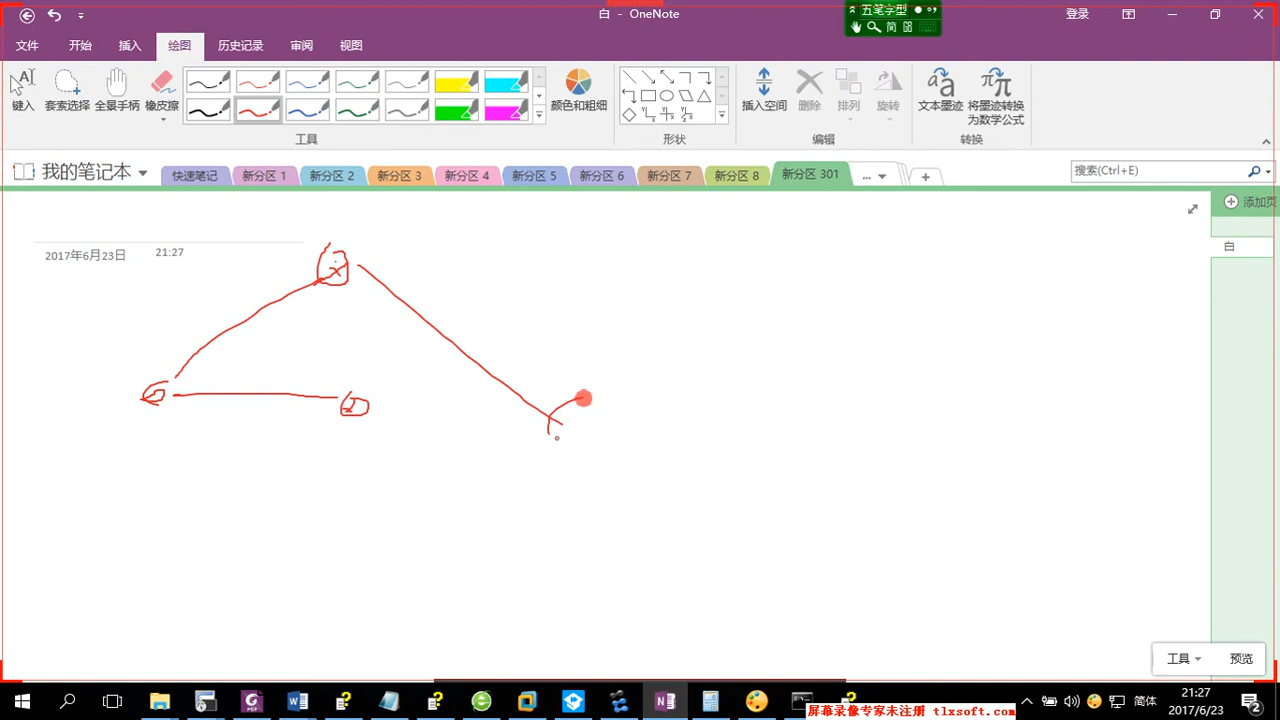 白 - OneNote
五笔字型
简
登录
文件 开始 插入 绘图 历史记录 审阅 视图
键入 套索选择 全景手柄 橡皮擦 颜色和粗细 插入空间 删除 排列 旋转 文本墨迹 将墨迹转换为数学公式
工具 形状 编辑 转换
我的笔记本 快速笔记 新分区 1 新分区 2 新分区 3 新分区 4 新分区 5 新分区 6 新分区 7 新分区 8 新分区 301 ... 搜索(Ctrl+E)
添加页
白
2017年6月23日 21:27
工具 预览
简体
21:27
2017/6/23
2
屏幕录像专家未注册 tlxsoft.com